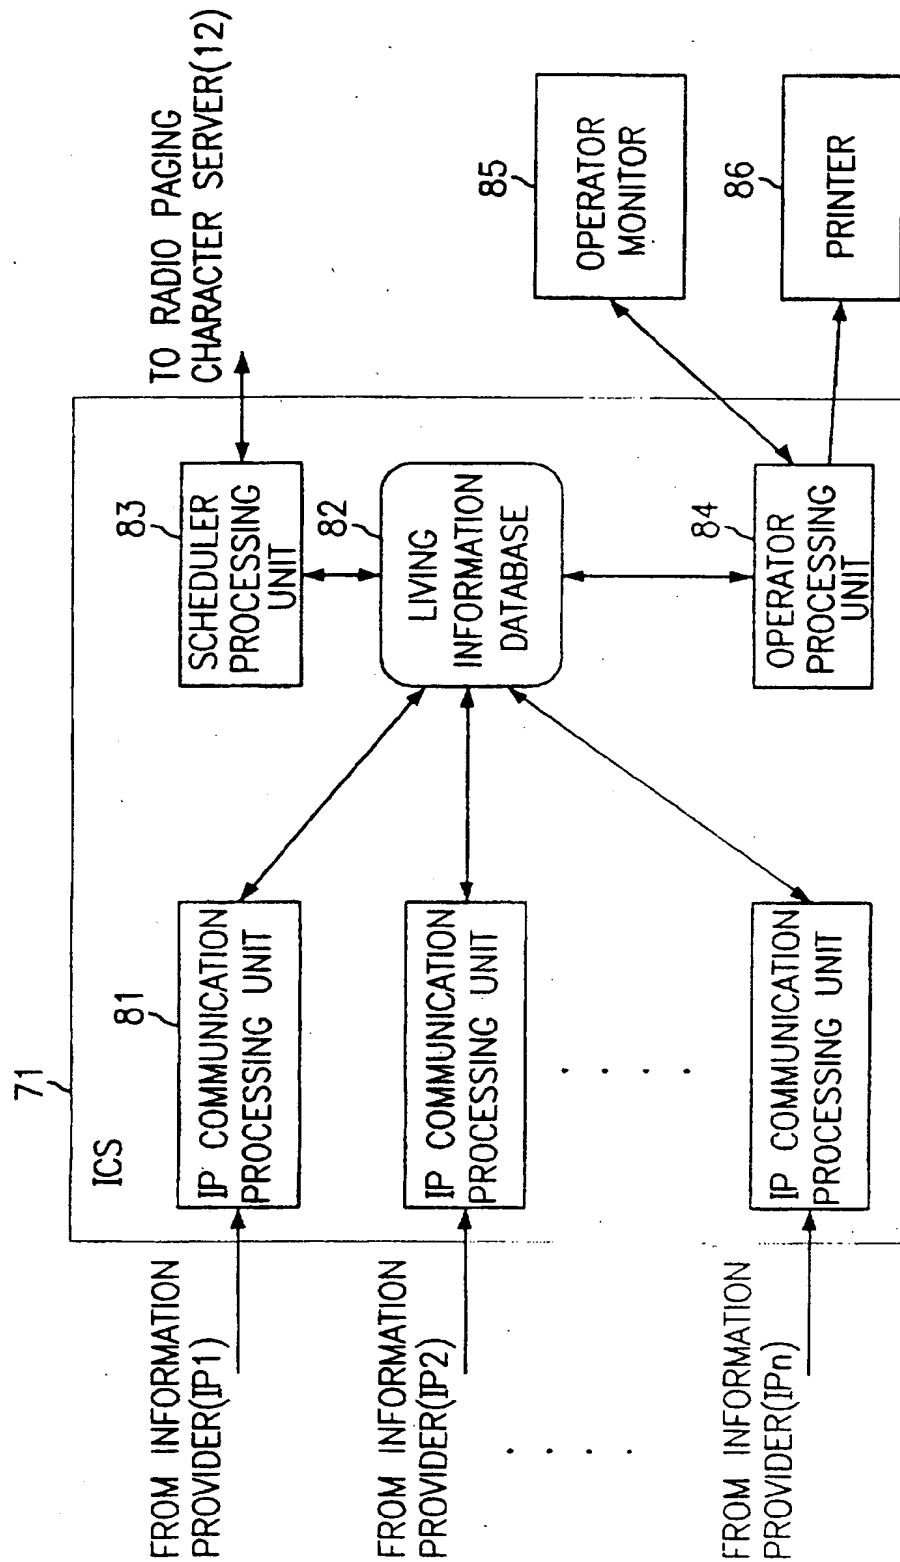 FROM INFORMATION
PROVIDER(IP1)
FROM INFORMATION
PROVIDER(IP2)
. . . .
FROM INFORMATION
PROVIDER(IPn)
71
ICS
81
IP COMMUNICATION
PROCESSING UNIT
IP COMMUNICATION
PROCESSING UNIT
. . . .
IP COMMUNICATION
PROCESSING UNIT
83
SCHEDULER
PROCESSING
UNIT
82
LIVING
INFORMATION
DATABASE
84
OPERATOR
PROCESSING
UNIT
TO RADIO PAGING
CHARACTER SERVER(12)
85
OPERATOR
MONITOR
86
PRINTER